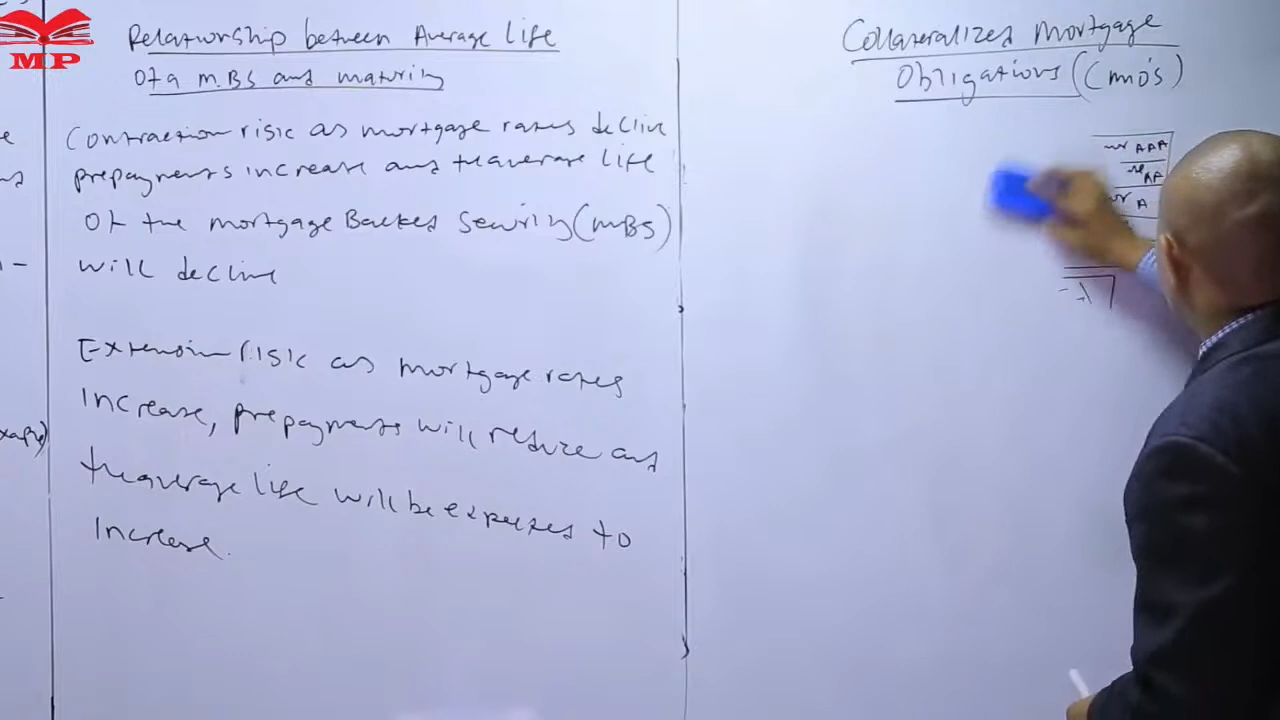 MP
Relationship between Average life
of a M.BS and maturity
Contraction risk as mortgage rates decline
prepayments increase and the average life
Of the mortgage Backed Security (MBS)
will decline
Extension risk as mortgage rates
Increase, prepayments will reduce and
the average life will be expected to
Increase.
Collateralized Mortgage
Obligations (CMO's)
AAA
AA
A